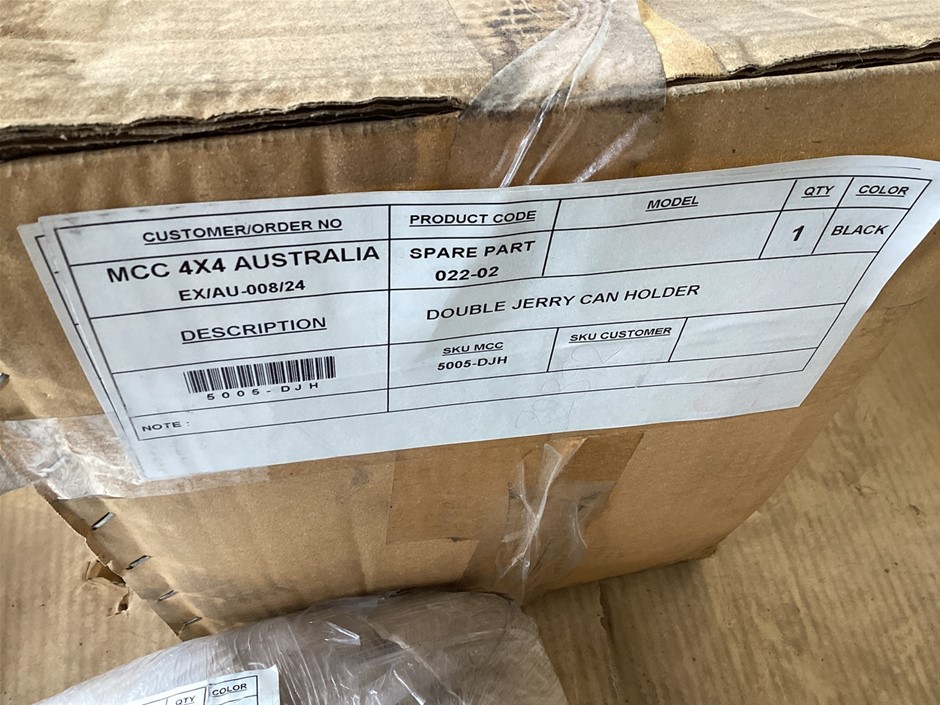 CUSTOMER/ORDER NO
PRODUCT CODE
MODEL
QTY
COLOR
MCC 4X4 AUSTRALIA
EX/AU-008/24
SPARE PART
022-02
1
BLACK
DESCRIPTION
DOUBLE JERRY CAN HOLDER
5005-DJH
SKU MCC
5005-DJH
SKU CUSTOMER
NOTE :
QTY
COLOR